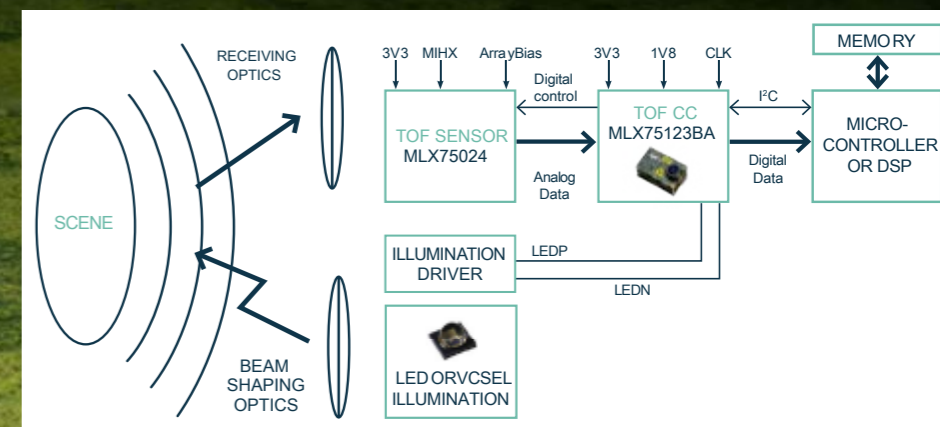 RECEIVING
OPTICS
3V3
MIHX
ArrayBias
3V3
1V8
CLK
MEMORY
Digital
control
I²C
TOF SENSOR
MLX75024
TOF CC
MLX75123BA
MICRO-
CONTROLLER
OR DSP
Analog
Data
Digital
Data
SCENE
ILLUMINATION
DRIVER
LEDP
LEDN
BEAM
SHAPING
OPTICS
LED ORVCSEL
ILLUMINATION